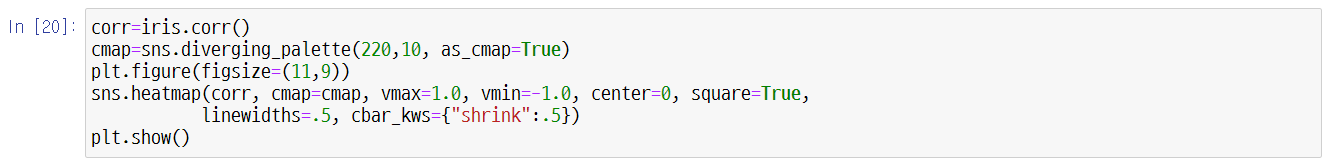 In [20]:
corr=iris.corr()
cmap=sns.diverging_palette(220,10, as_cmap=True)
plt.figure(figsize=(11,9))
sns.heatmap(corr, cmap=cmap, vmax=1.0, vmin=-1.0, center=0, square=True,
            linewidths=.5, cbar_kws={"shrink":.5})
plt.show()